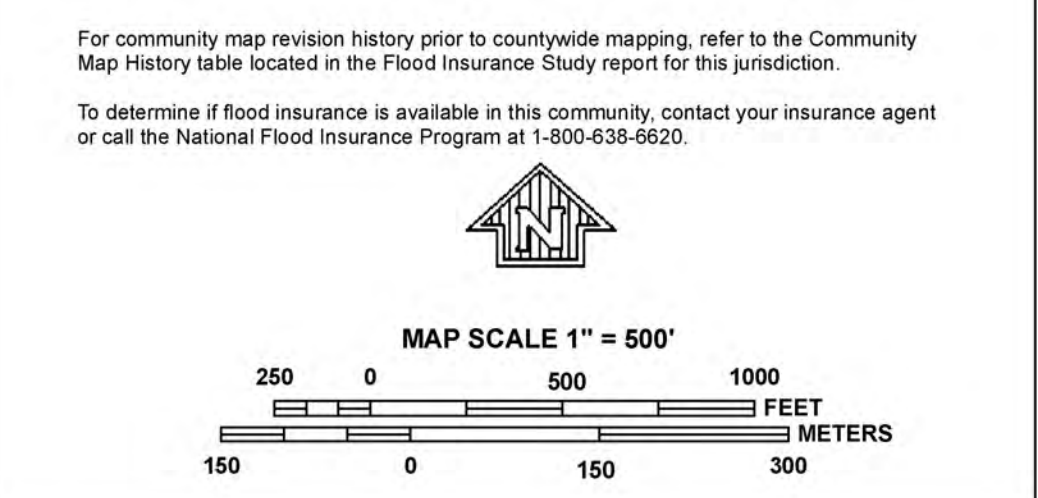 For community map revision history prior to countywide mapping, refer to the Community
Map History table located in the Flood Insurance Study report for this jurisdiction.
To determine if flood insurance is available in this community, contact your insurance agent
or call the National Flood Insurance Program at 1-800-638-6620.
N
MAP SCALE 1" = 500'
250 0 500 1000
FEET
METERS
150 0 150 300